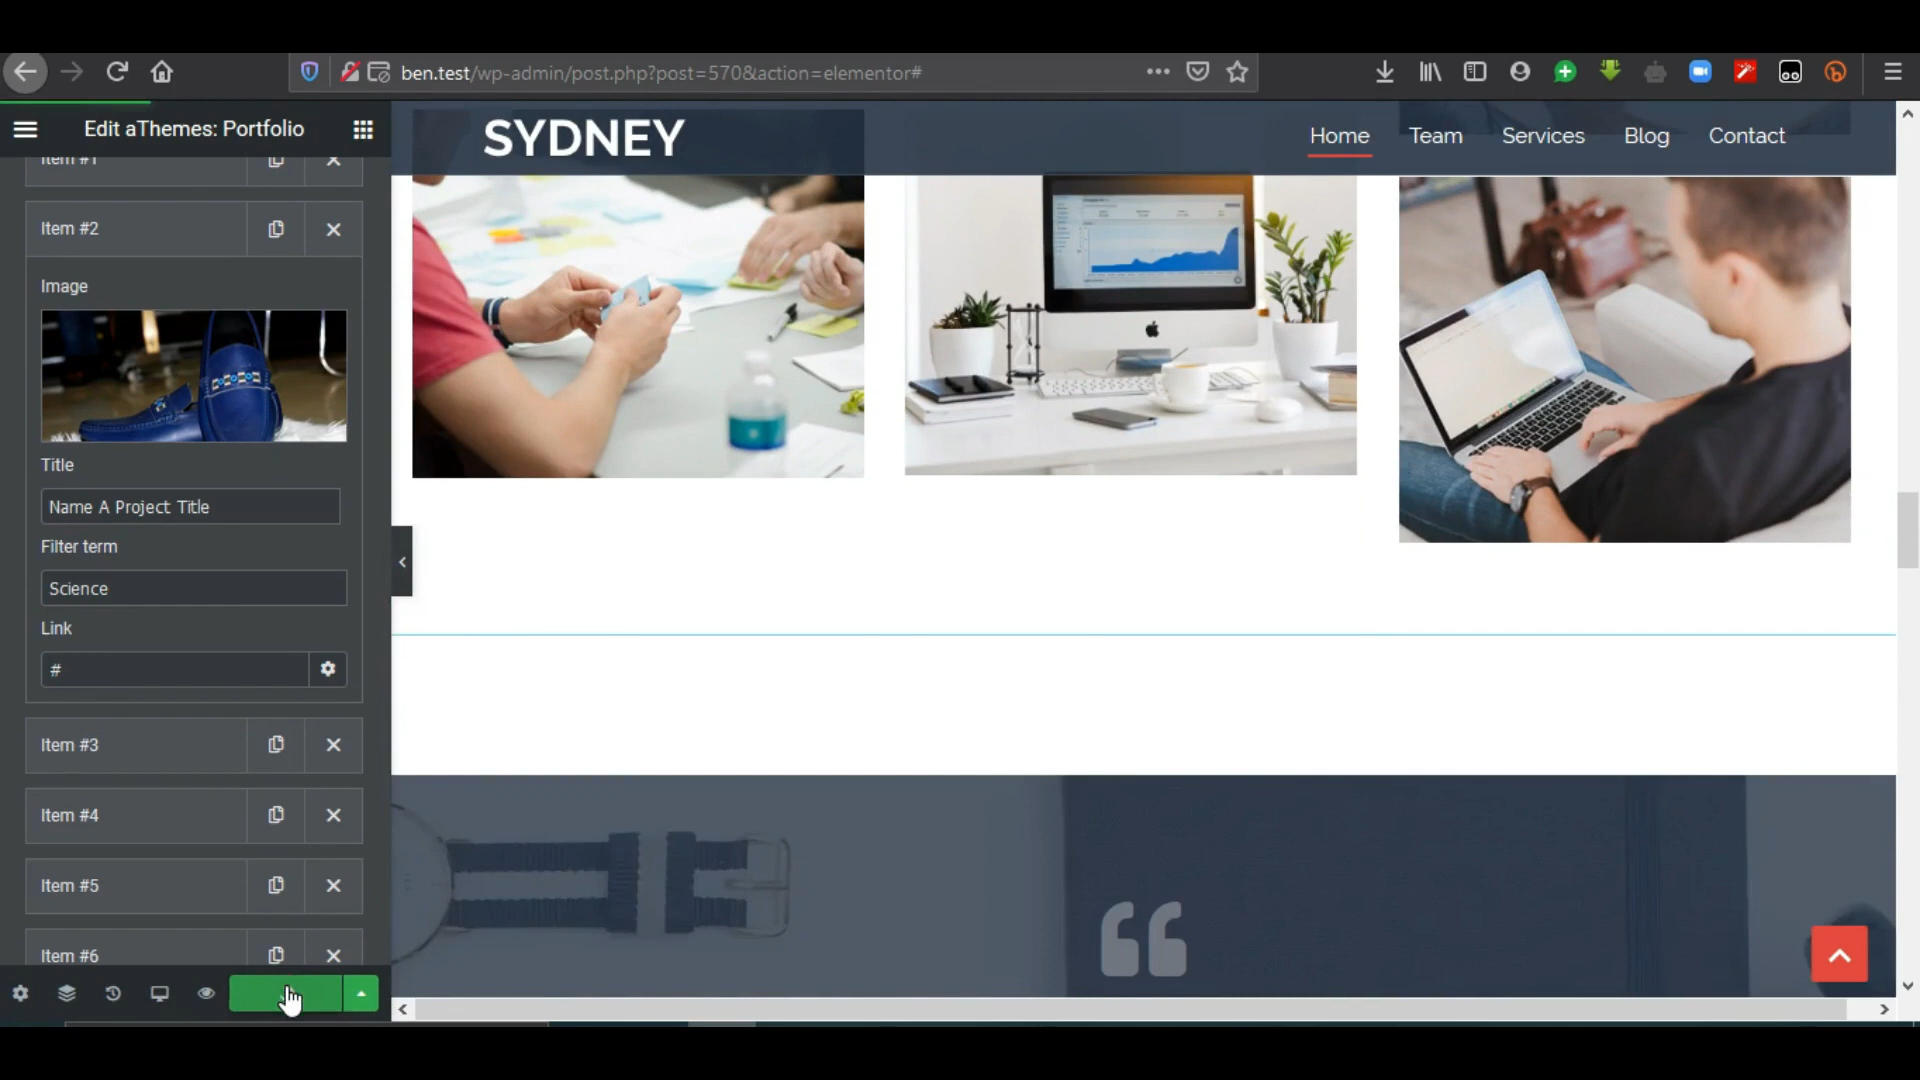 ben.test/wp-admin/post.php?post=570&action=elementor#
Edit aThemes: Portfolio
Item #1
Item #2
Image
Title
Name A Project Title
Filter term
Science
Link
#
Item #3
Item #4
Item #5
Item #6
SYDNEY
Home
Team
Services
Blog
Contact